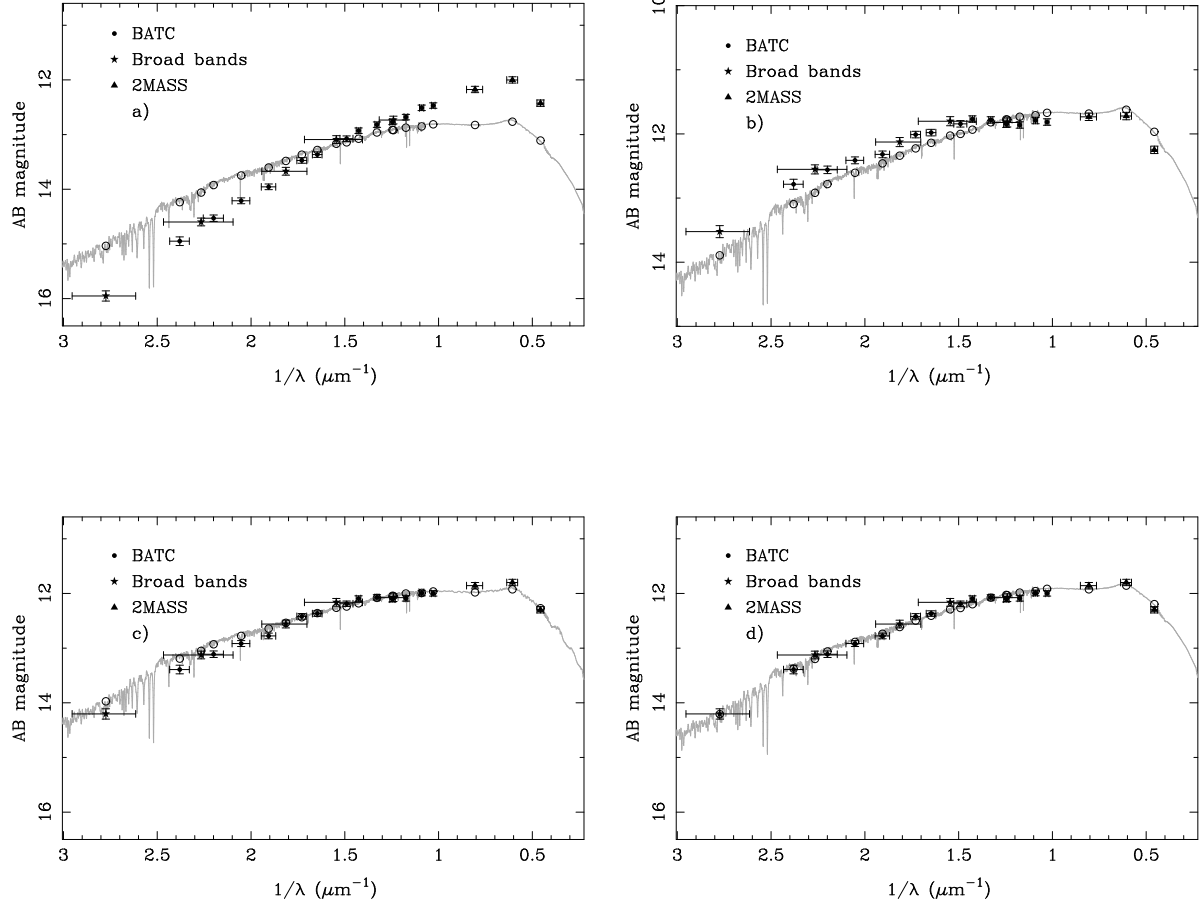 BATC
Broad bands
2MASS
a)
12
14
16
AB magnitude
3 2.5 2 1.5 1 0.5
1/λ (μm⁻¹)
BATC
Broad bands
2MASS
b)
10
12
14
AB magnitude
3 2.5 2 1.5 1 0.5
1/λ (μm⁻¹)
BATC
Broad bands
2MASS
c)
12
14
16
AB magnitude
3 2.5 2 1.5 1 0.5
1/λ (μm⁻¹)
BATC
Broad bands
2MASS
d)
12
14
16
AB magnitude
3 2.5 2 1.5 1 0.5
1/λ (μm⁻¹)